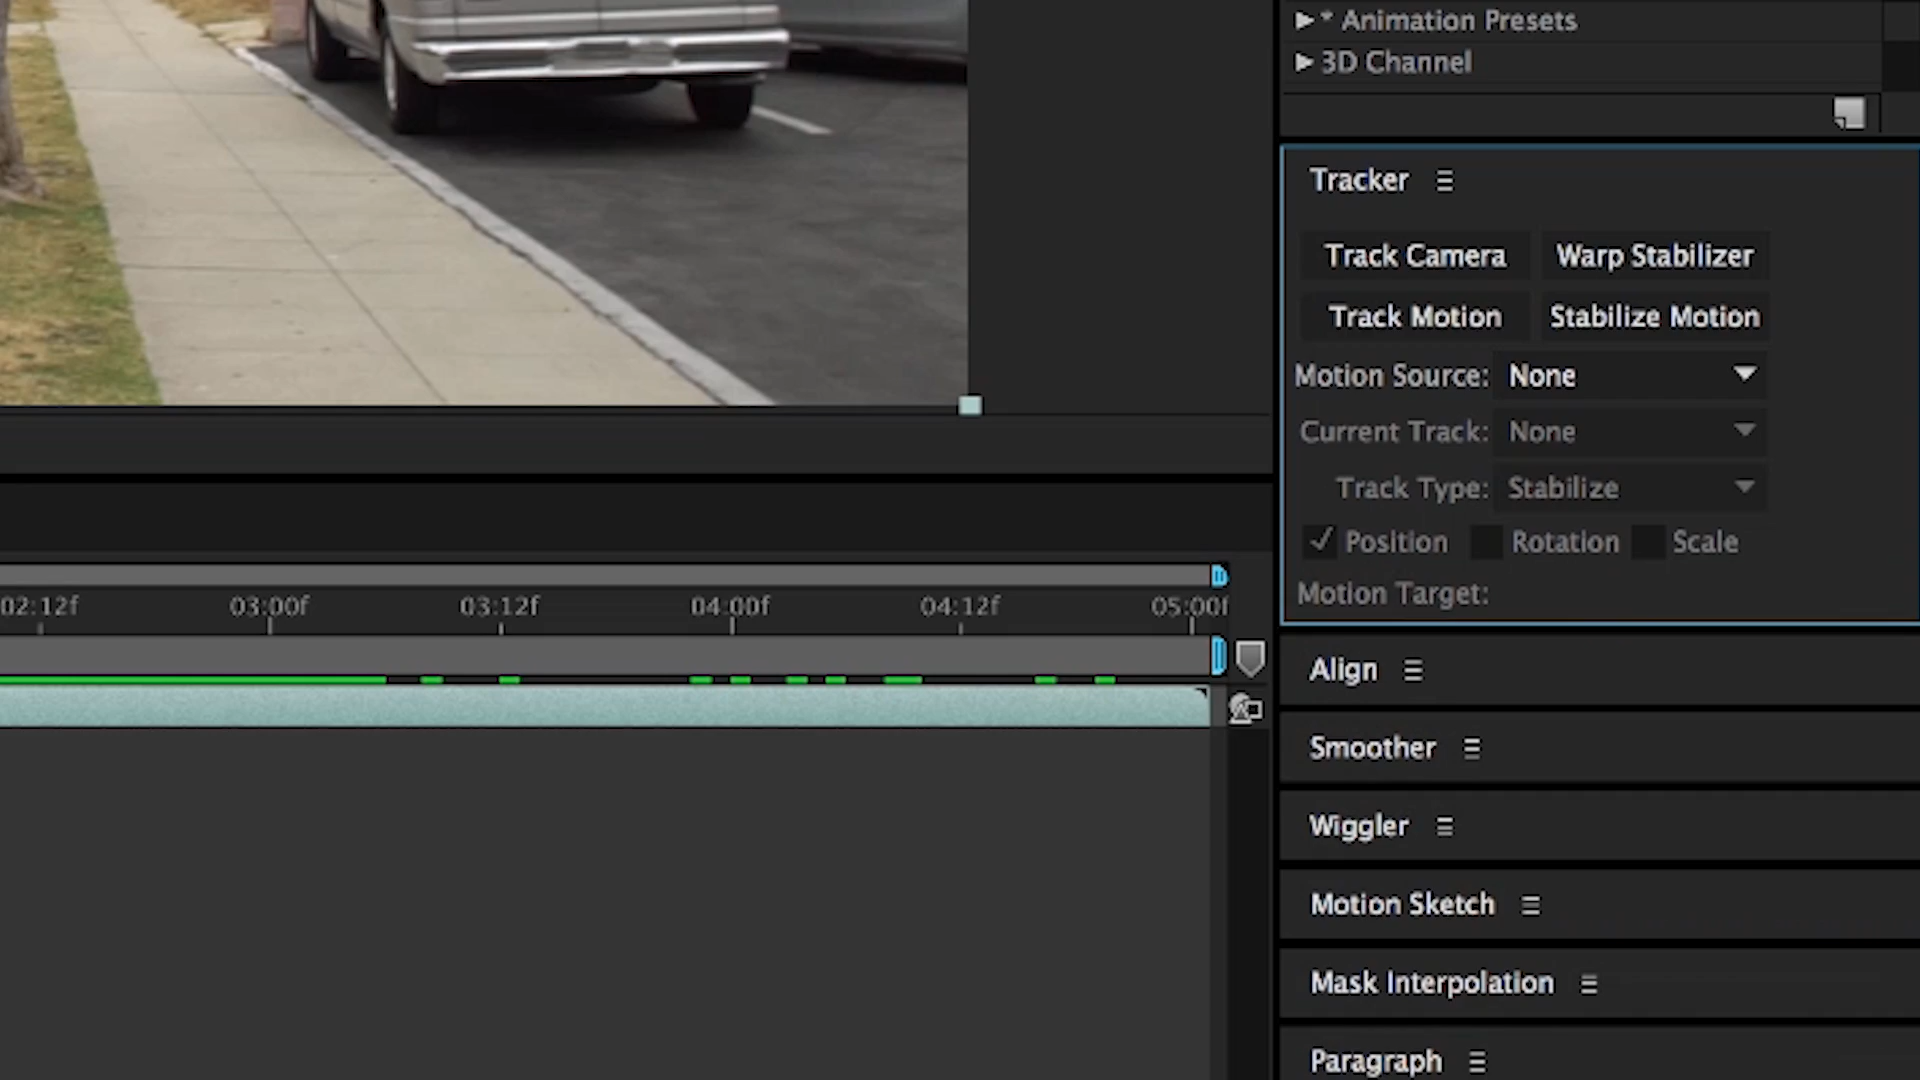 * Animation Presets
3D Channel
Tracker
Track Camera Warp Stabilizer
Track Motion Stabilize Motion
Motion Source: None
Current Track: None
Track Type: Stabilize
Position Rotation Scale
Motion Target:
02:12f 03:00f 03:12f 04:00f 04:12f 05:00f
Align
Smoother
Wiggler
Motion Sketch
Mask Interpolation
Paragraph